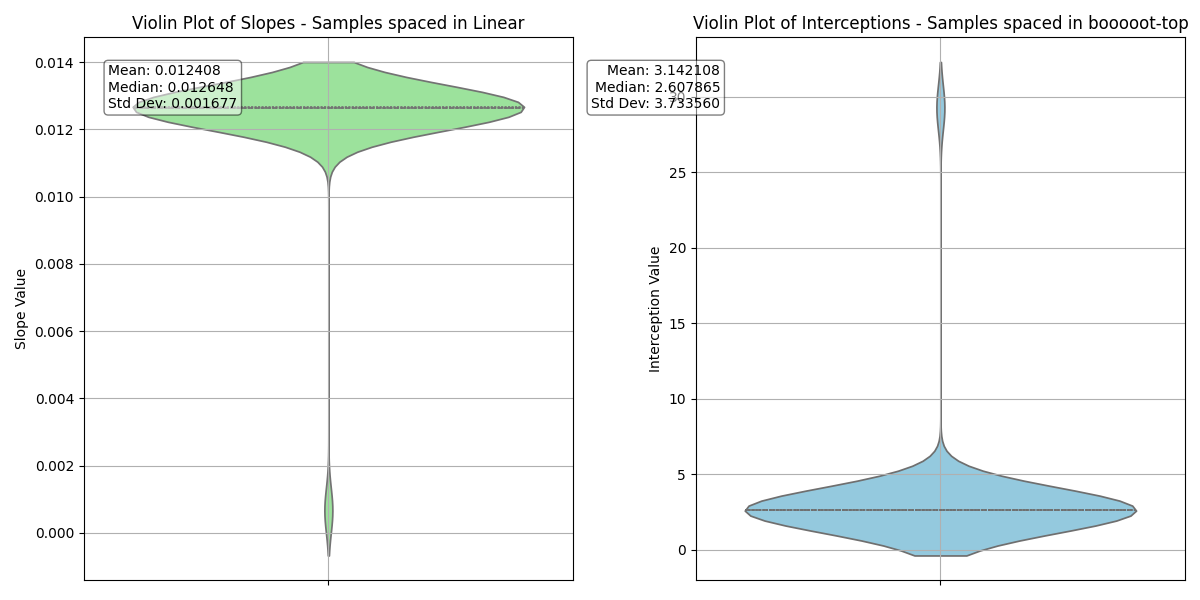 Violin Plot of Slopes - Samples spaced in Linear
Mean: 0.012408
Median: 0.012648
Std Dev: 0.001677
0.014
0.012
0.010
0.008
0.006
0.004
0.002
0.000
Slope Value
Violin Plot of Interceptions - Samples spaced in booooot-top
Mean: 3.142108
Median: 2.607865
Std Dev: 3.733560
30
25
20
15
10
5
0
Interception Value